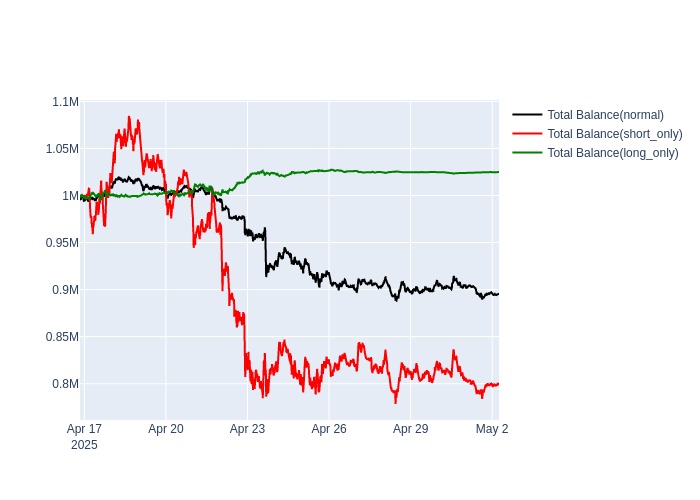 1.1M
1.05M
1M
0.95M
0.9M
0.85M
0.8M
Apr 17
2025
Apr 20
Apr 23
Apr 26
Apr 29
May 2
Total Balance(normal)
Total Balance(short_only)
Total Balance(long_only)